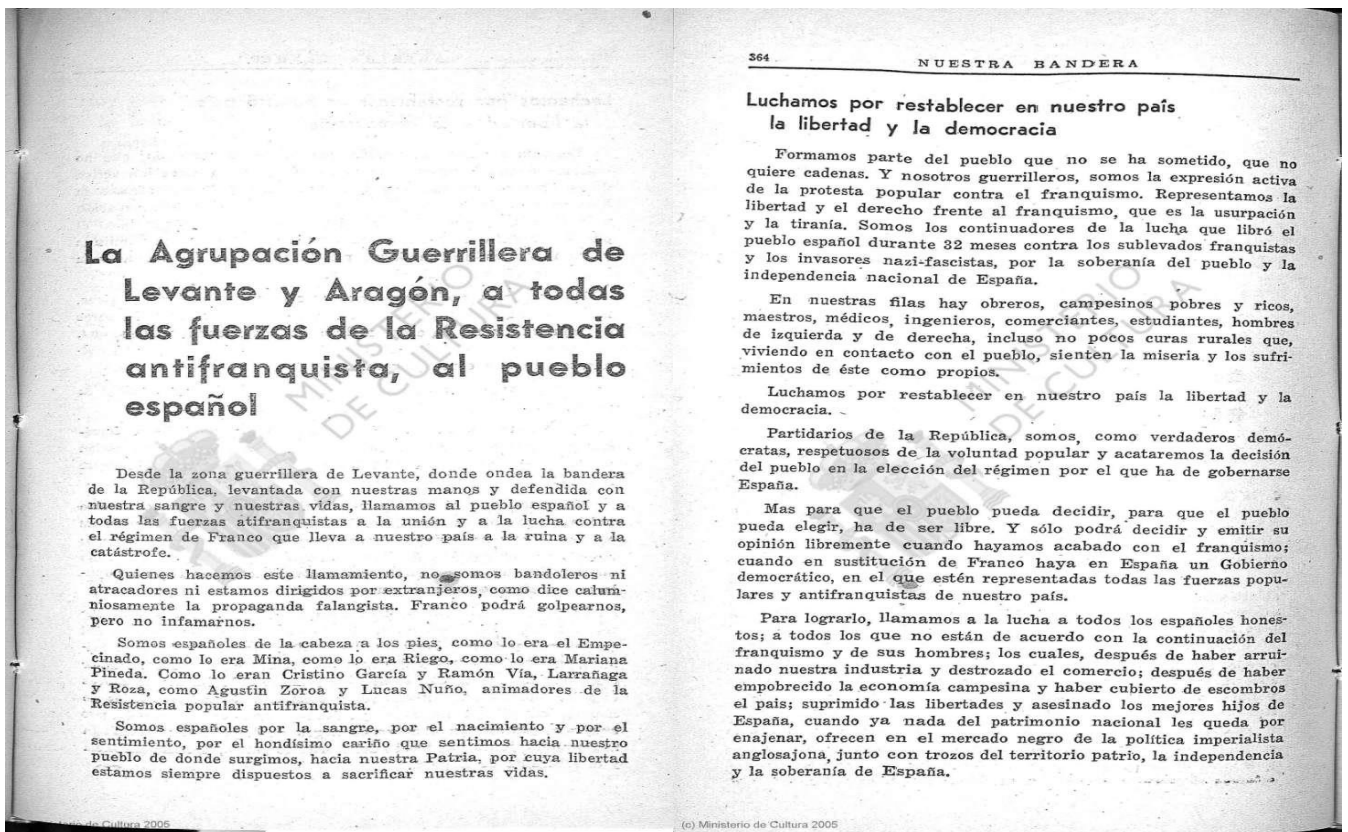 La Agrupación Guerrillera de
Levante y Aragón, a todas
las fuerzas de la Resistencia
antifranquista, al pueblo
español
Desde la zona guerrillera de Levante, donde ondea la bandera
de la República, levantada con nuestras manos y defendida con
nuestra sangre y nuestras vidas, llamamos al pueblo español y a
todas las fuerzas atifranquistas a la unión y a la lucha contra
el régimen de Franco que lleva a nuestro país a la ruina y a la
catástrofe.
Quienes hacemos este llamamiento, no somos bandoleros ni
atracadores ni estamos dirigidos por extranjeros, como dice calum-
niosamente la propaganda falangista. Franco podrá golpearnos,
pero no infamarnos.
Somos españoles de la cabeza a los pies, como lo era el Empe-
cinado, como lo era Mina, como lo era Riego, como lo era Mariana
Pineda. Como lo eran Cristino García y Ramón Vía, Larrañaga
y Roza, como Agustin Zoroa y Lucas Nuño, animadores de la
Resistencia popular antifranquista.
Somos españoles por la sangre, por el nacimiento y por el
sentimiento, por el hondísimo cariño que sentimos hacia nuestro
pueblo de donde surgimos, hacia nuestra Patria, por cuya libertad
estamos siempre dispuestos a sacrificar nuestras vidas.
MINISTERIO
DE CULTURA
de Cultura 2005
364
NUESTRA BANDERA
Luchamos por restablecer en nuestro país
la libertad y la democracia
Formamos parte del pueblo que no se ha sometido, que no
quiere cadenas. Y nosotros guerrilleros, somos la expresión activa
de la protesta popular contra el franquismo. Representamos la
libertad y el derecho frente al franquismo, que es la usurpación
y la tiranía. Somos los continuadores de la lucha que libró el
pueblo español durante 32 meses contra los sublevados franquistas
y los invasores nazi-fascistas, por la soberanía del pueblo y la
independencia nacional de España.
En nuestras filas hay obreros, campesinos pobres y ricos,
maestros, médicos, ingenieros, comerciantes, estudiantes, hombres
de izquierda y de derecha, incluso no pocos curas rurales que,
viviendo en contacto con el pueblo, sienten la miseria y los sufri-
mientos de éste como propios.
Luchamos por restablecer en nuestro país la libertad y la
democracia.
Partidarios de la República, somos, como verdaderos demó-
cratas, respetuosos de la voluntad popular y acataremos la decisión
del pueblo en la elección del régimen por el que ha de gobernarse
España.
Mas para que el pueblo pueda decidir, para que el pueblo
pueda elegir, ha de ser libre. Y sólo podrá decidir y emitir su
opinión libremente cuando hayamos acabado con el franquismo;
cuando en sustitución de Franco haya en España un Gobierno
democrático, en el que estén representadas todas las fuerzas popu-
lares y antifranquistas de nuestro país.
Para lograrlo, llamamos a la lucha a todos los españoles hones-
tos; a todos los que no están de acuerdo con la continuación del
franquismo y de sus hombres; los cuales, después de haber arrui-
nado nuestra industria y destrozado el comercio; después de haber
empobrecido la economía campesina y haber cubierto de escombros
el pais; suprimido las libertades y asesinado los mejores hijos de
España, cuando ya nada del patrimonio nacional les queda por
enajenar, ofrecen en el mercado negro de la política imperialista
anglosajona, junto con trozos del territorio patrio, la independencia
y la soberanía de España.
MINISTERIO
DE CULTURA
(c) Ministerio de Cultura 2005